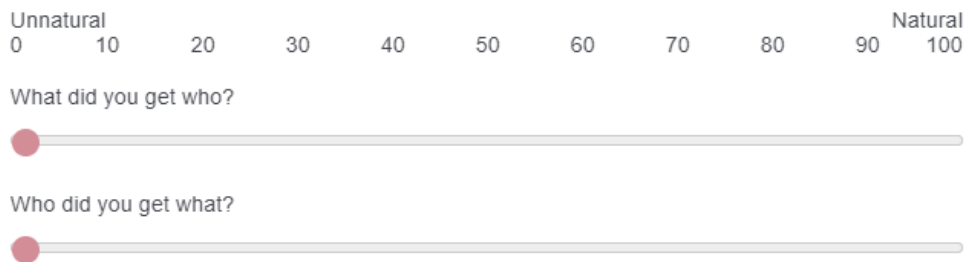 Unnatural Natural
0 10 20 30 40 50 60 70 80 90 100
What did you get who?
Who did you get what?